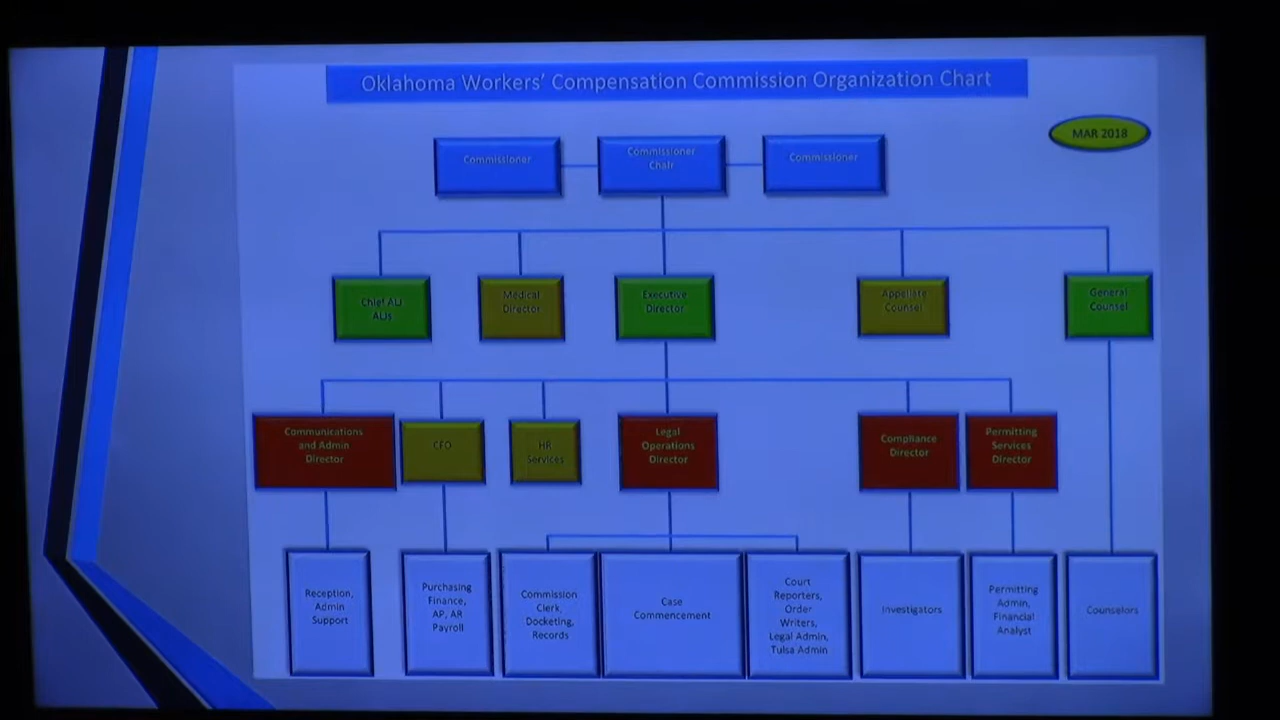 Oklahoma Workers' Compensation Commission Organization Chart
MAR 2018
Commissioner
Commissioner
Chair
Commissioner
Chief ALJ
ALJs
Medical
Director
Executive
Director
Appellate
Counsel
General
Counsel
Communications
and Admin
Director
CFO
HR
Services
Legal
Operations
Director
Compliance
Director
Permitting
Services
Director
Reception,
Admin
Support
Purchasing
Finance,
AP, AR
Payroll
Commission
Clerk,
Docketing,
Records
Case
Commencement
Court
Reporters,
Order
Writers,
Legal Admin,
Tulsa Admin
Investigators
Permitting
Admin,
Financial
Analyst
Counselors